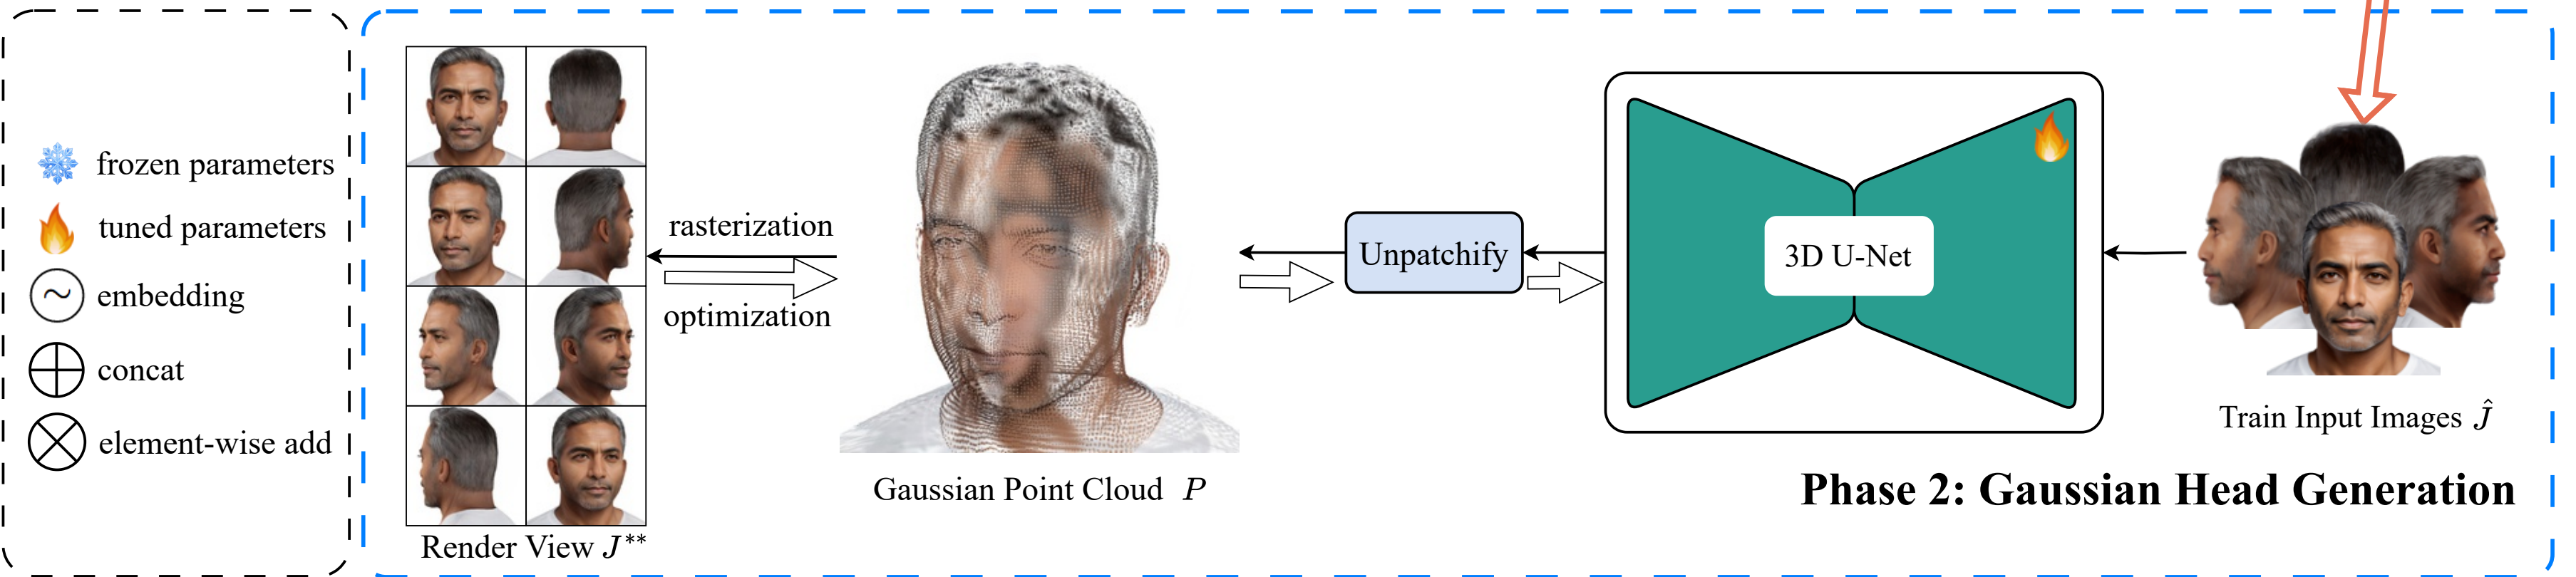 frozen parameters
tuned parameters
~ embedding
concat
element-wise add
Render View J**
rasterization
optimization
Gaussian Point Cloud P
Unpatchify
3D U-Net
Train Input Images Ĵ
Phase 2: Gaussian Head Generation